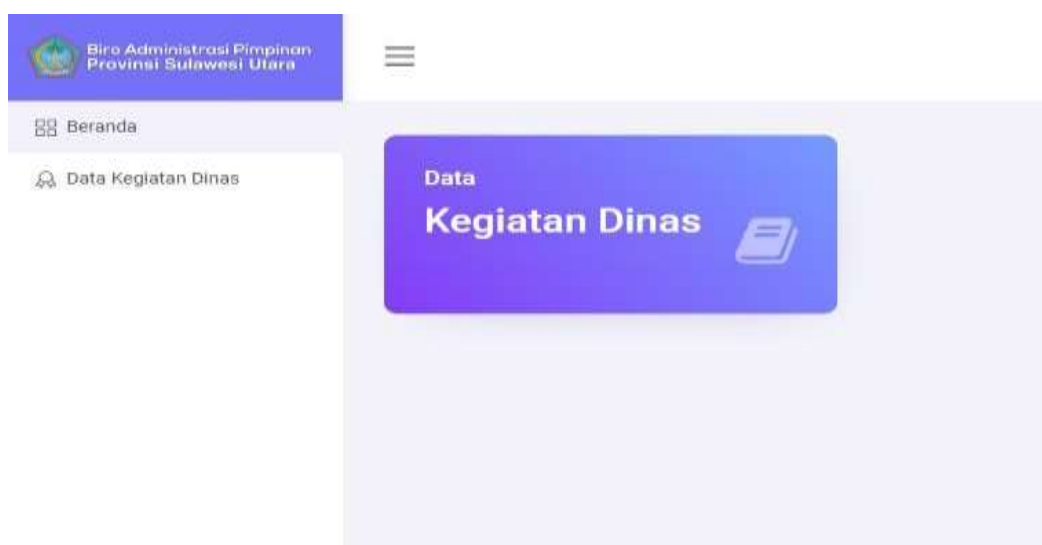 Biro Administrasi Pimpinan
Provinsi Sulawesi Utara
Beranda
Data Kegiatan Dinas
Data
Kegiatan Dinas